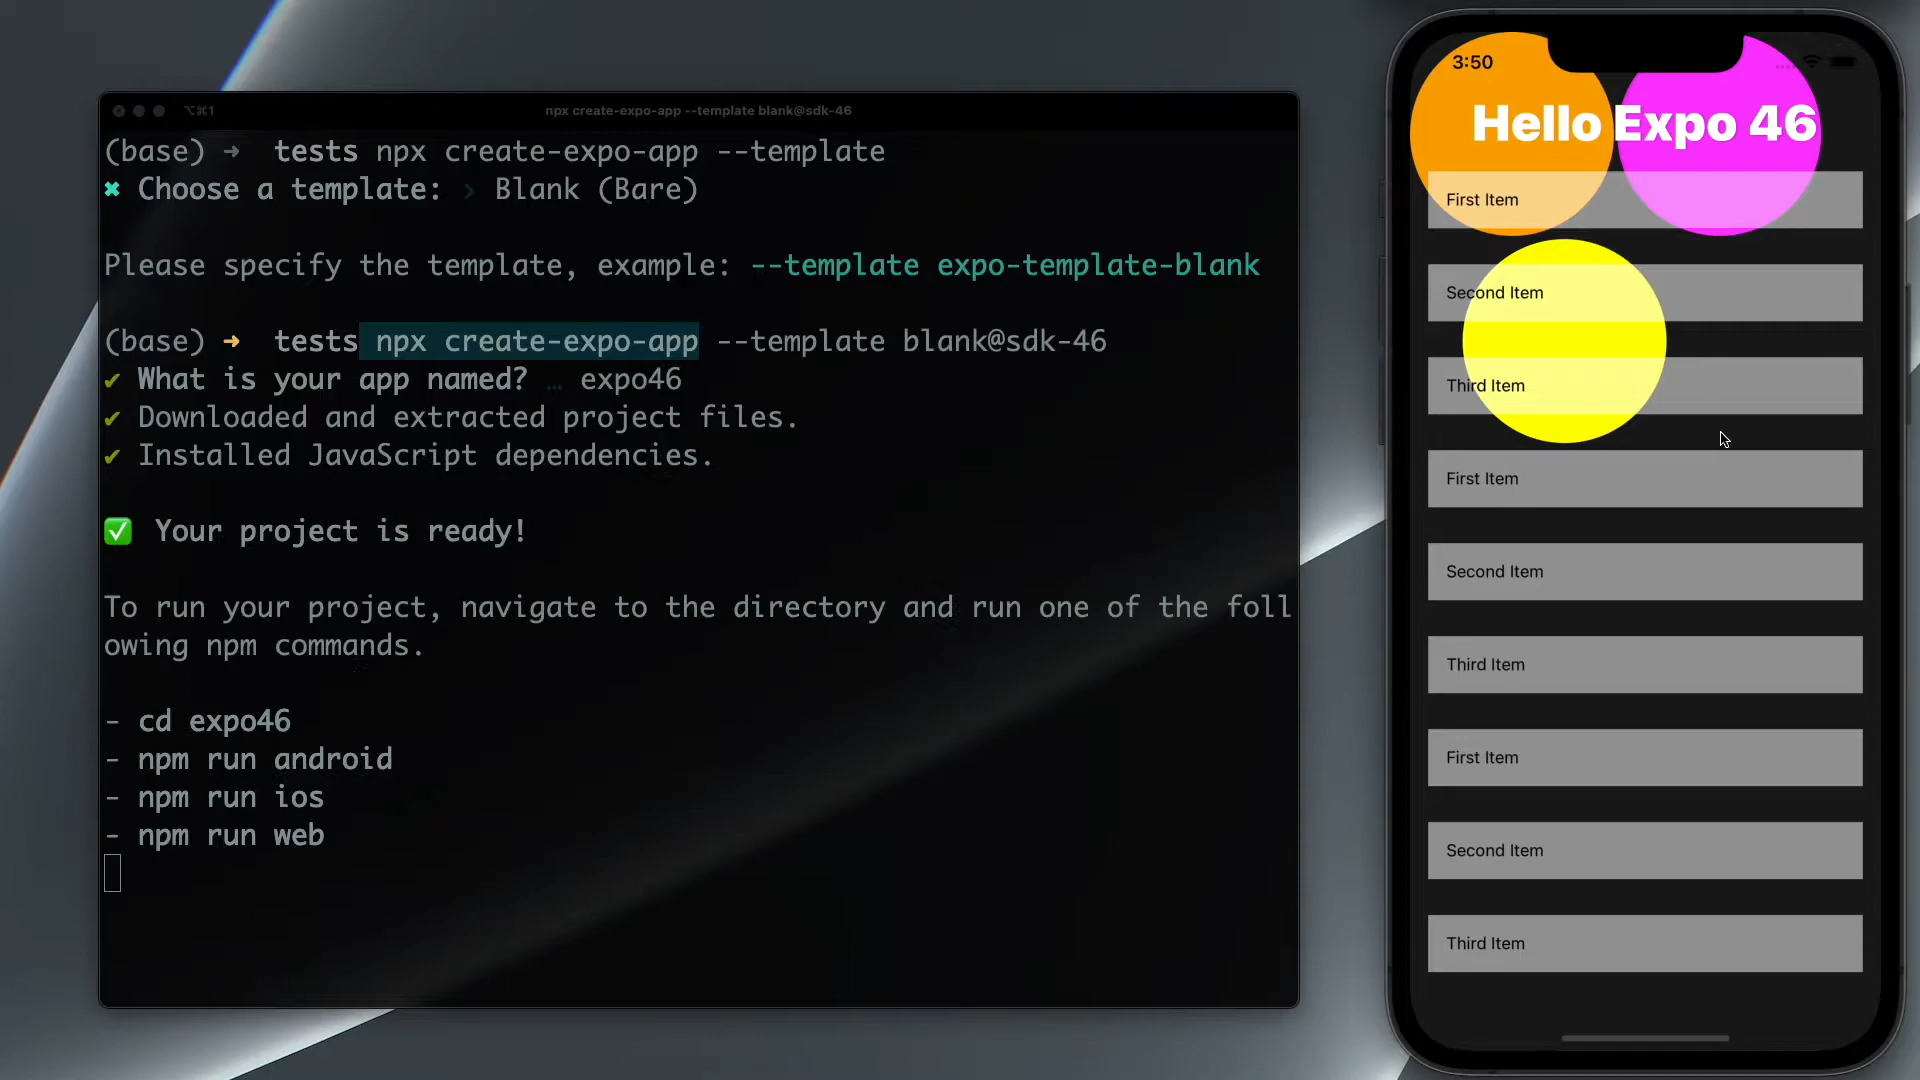 ⌥⌘1
npx create-expo-app --template blank@sdk-46
(base) ➜ tests npx create-expo-app --template
✖ Choose a template: › Blank (Bare)
Please specify the template, example: --template expo-template-blank
(base) ➜ tests npx create-expo-app --template blank@sdk-46
✔ What is your app named? … expo46
✔ Downloaded and extracted project files.
✔ Installed JavaScript dependencies.
✅ Your project is ready!
To run your project, navigate to the directory and run one of the foll
owing npm commands.
- cd expo46
- npm run android
- npm run ios
- npm run web
3:50
Hello Expo 46
First Item
Second Item
Third Item
First Item
Second Item
Third Item
First Item
Second Item
Third Item